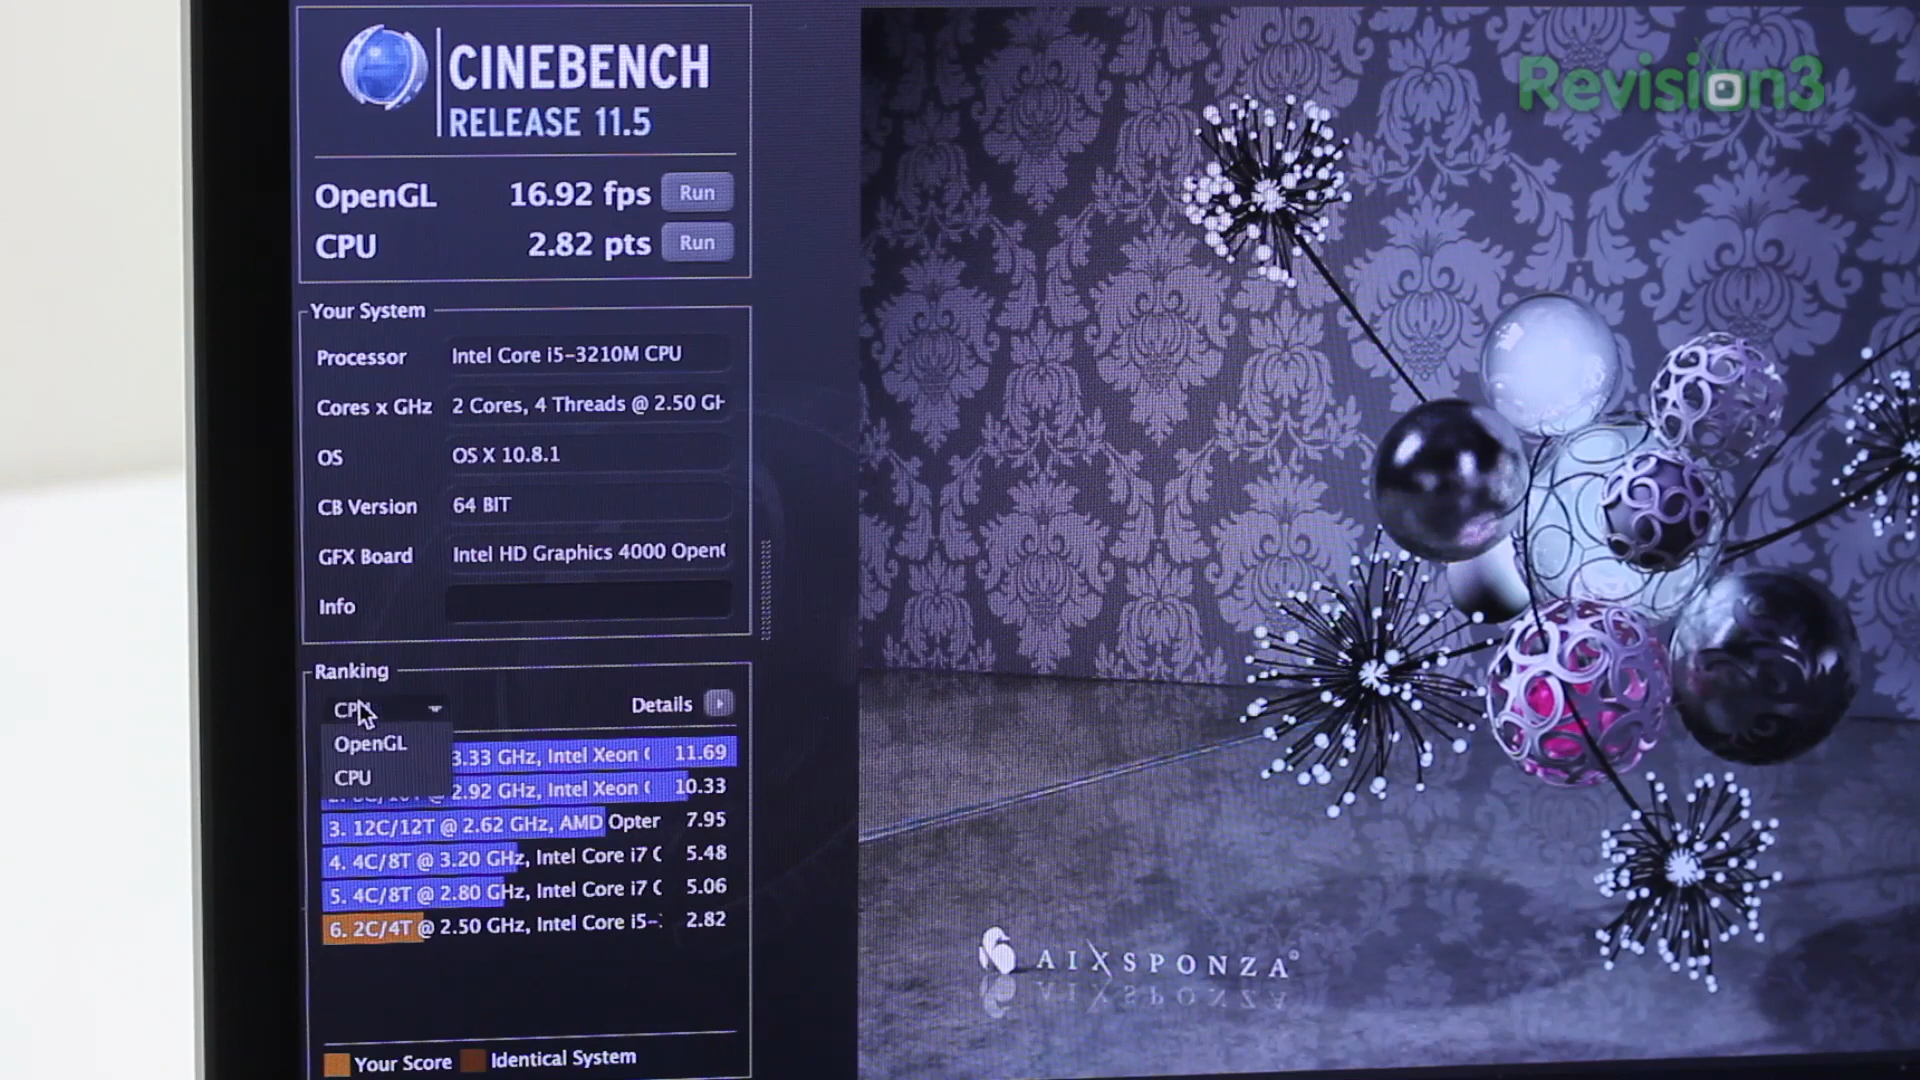 CINEBENCH
RELEASE 11.5
Revision3
OpenGL 16.92 fps Run
CPU 2.82 pts Run
Your System
Processor Intel Core i5-3210M CPU
Cores x GHz 2 Cores, 4 Threads @ 2.50 GH
OS OS X 10.8.1
CB Version 64 BIT
GFX Board Intel HD Graphics 4000 Open
Info
Ranking
CPU Details
OpenGL
CPU
3.33 GHz, Intel Xeon 11.69
2.92 GHz, Intel Xeon 10.33
3. 12C/12T @ 2.62 GHz, AMD Opter 7.95
4. 4C/8T @ 3.20 GHz, Intel Core i7 5.48
5. 4C/8T @ 2.80 GHz, Intel Core i7 5.06
6. 2C/4T @ 2.50 GHz, Intel Core i5- 2.82
AIXSPONZA®
Your Score Identical System